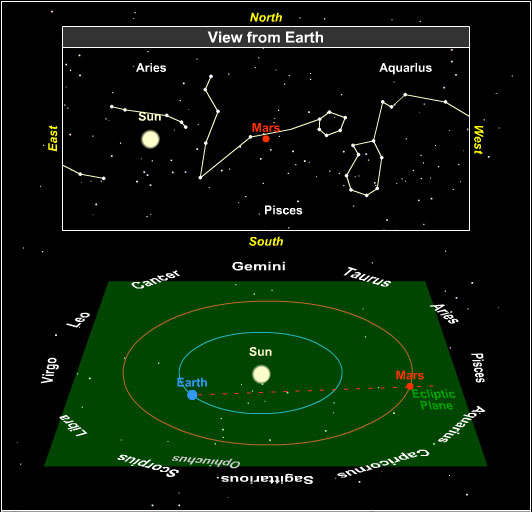 North
View from Earth
Aries
Aquarius
Sun
Mars
East
West
Pisces
South
Gemini
Cancer
Taurus
Leo
Aries
Sun
Virgo
Pisces
Earth
Mars
Ecliptic
Plane
Libra
Aquarius
Scorpius
Ophiuchus
Sagittarious
Capricornus